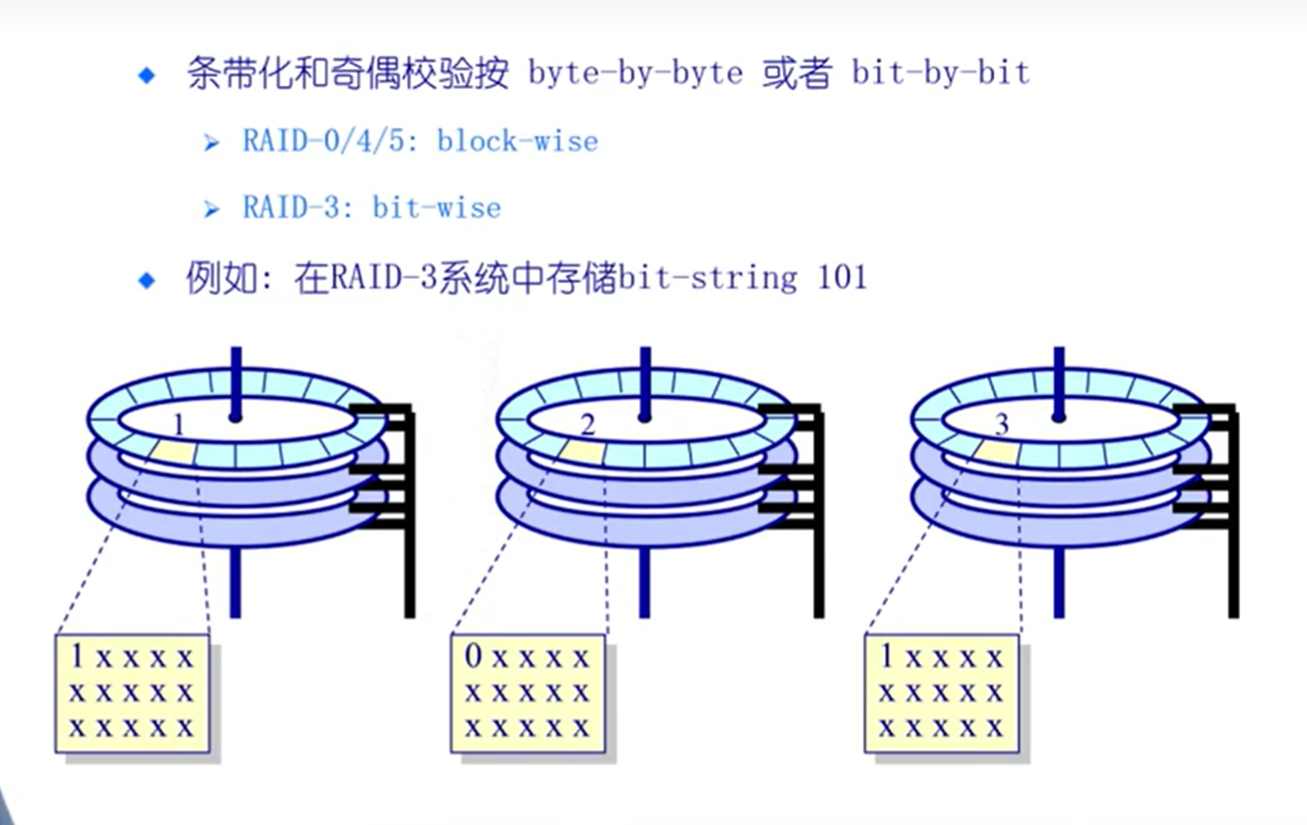 条带化和奇偶校验按 byte-by-byte 或者 bit-by-bit
RAID-0/4/5: block-wise
RAID-3: bit-wise
例如: 在RAID-3系统中存储bit-string 101
1
2
3
1 x x x x
x x x x x
x x x x x
0 x x x x
x x x x x
x x x x x
1 x x x x
x x x x x
x x x x x